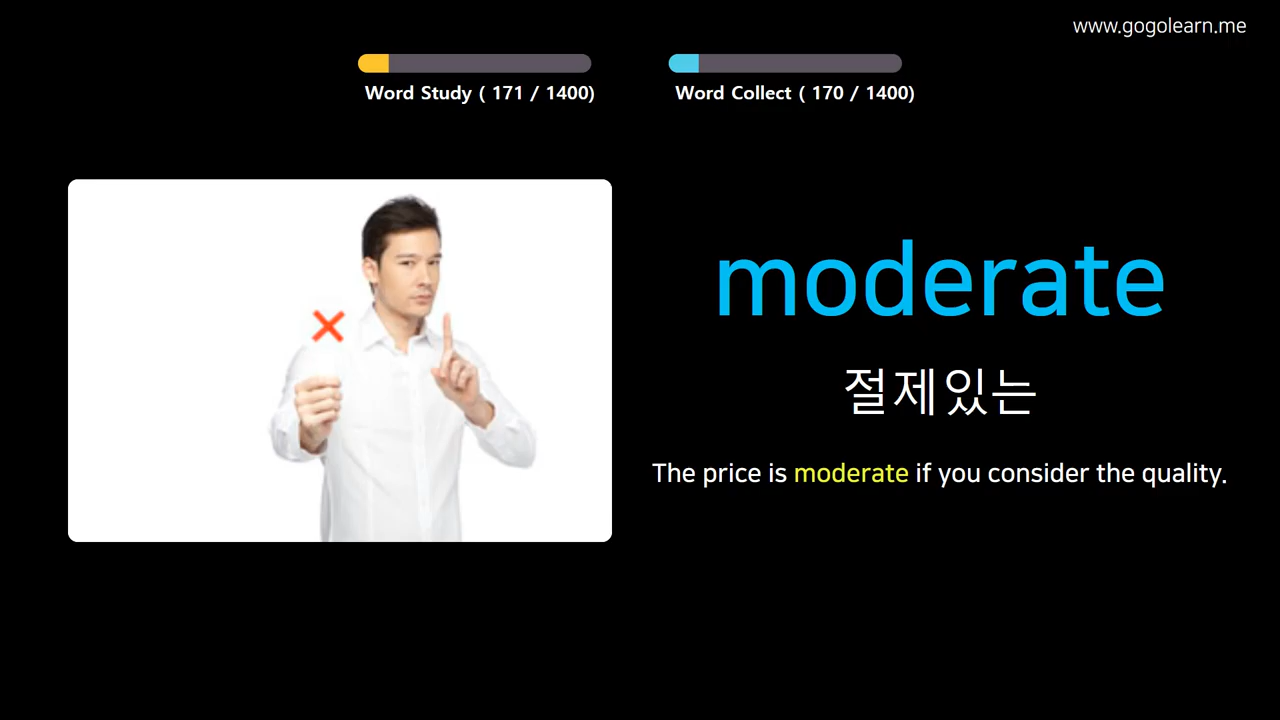 www.gogolearn.me
Word Study ( 171 / 1400)
Word Collect ( 170 / 1400)
moderate
절제있는
The price is moderate if you consider the quality.